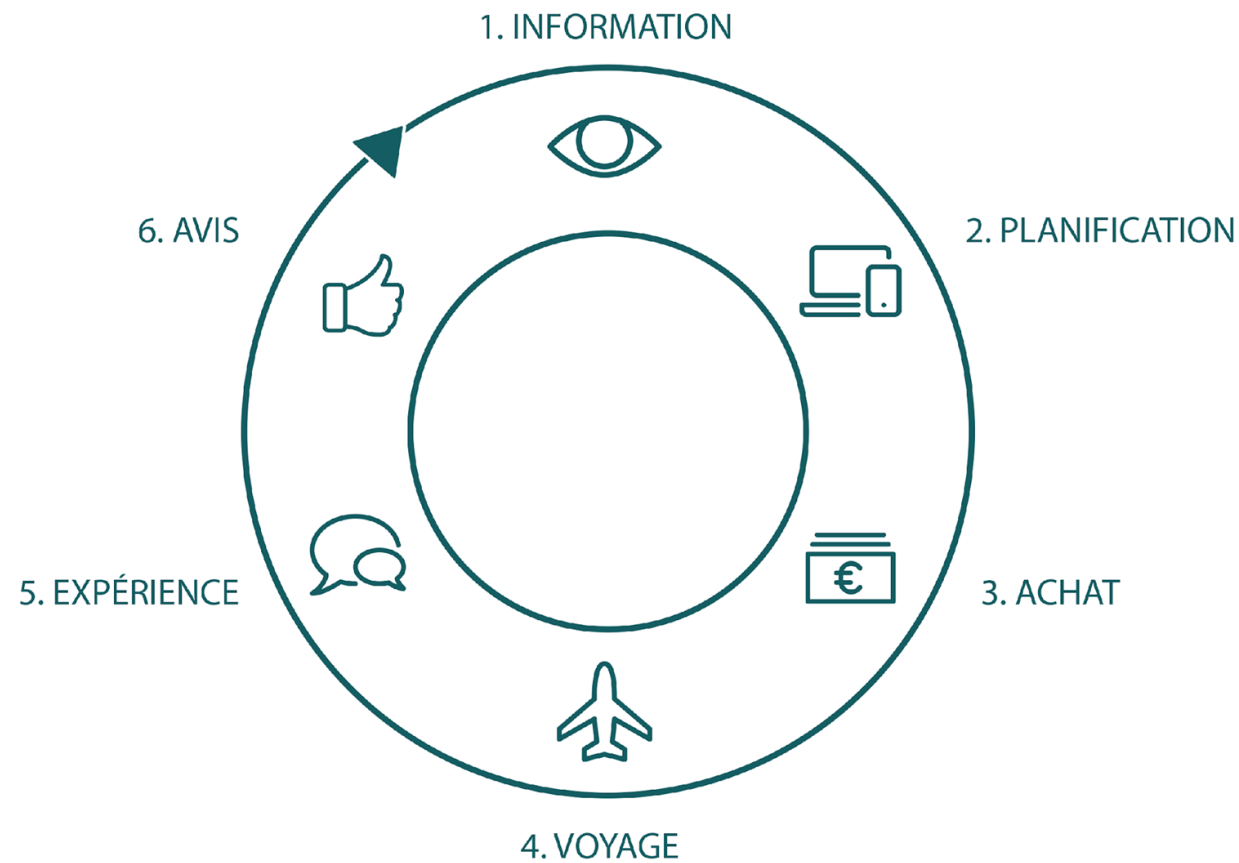 1. INFORMATION
2. PLANIFICATION
3. ACHAT
4. VOYAGE
5. EXPÉRIENCE
6. AVIS
€